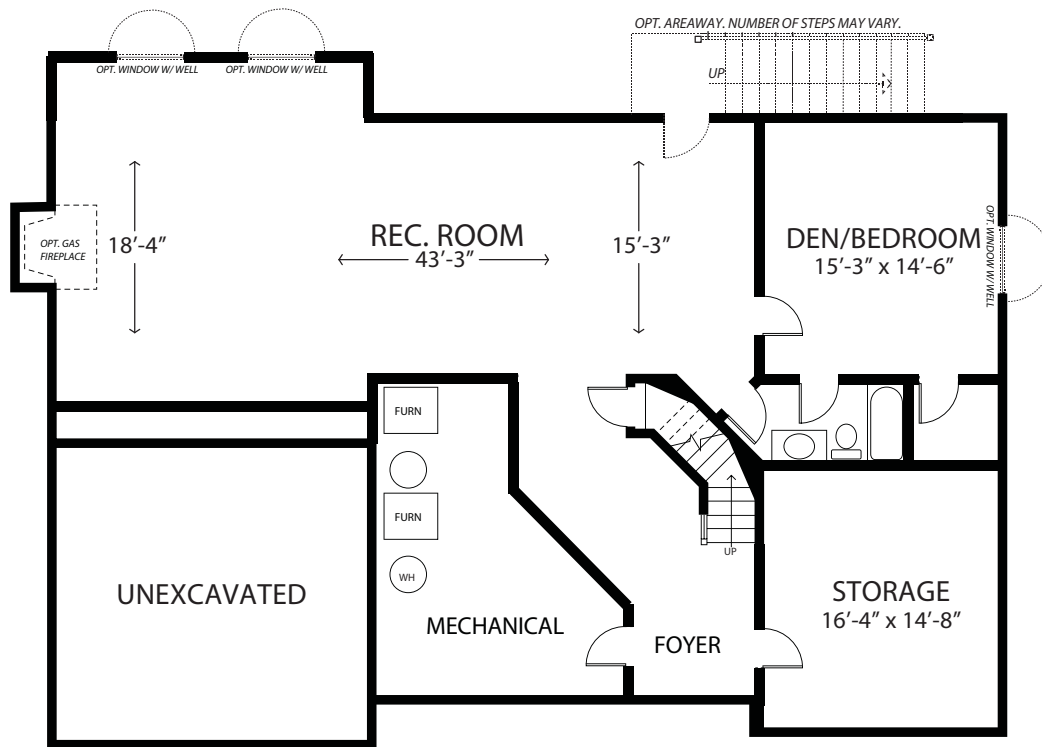 OPT. AREAWAY. NUMBER OF STEPS MAY VARY.
OPT. WINDOW W/ WELL
OPT. WINDOW W/ WELL
UP
OPT. GAS
FIREPLACE
18’-4”
REC. ROOM
43’-3”
15’-3”
DEN/BEDROOM
15’-3” x 14’-6”
OPT. WINDOW W/ WELL
FURN
FURN
WH
UP
UNEXCAVATED
MECHANICAL
FOYER
STORAGE
16’-4” x 14’-8”